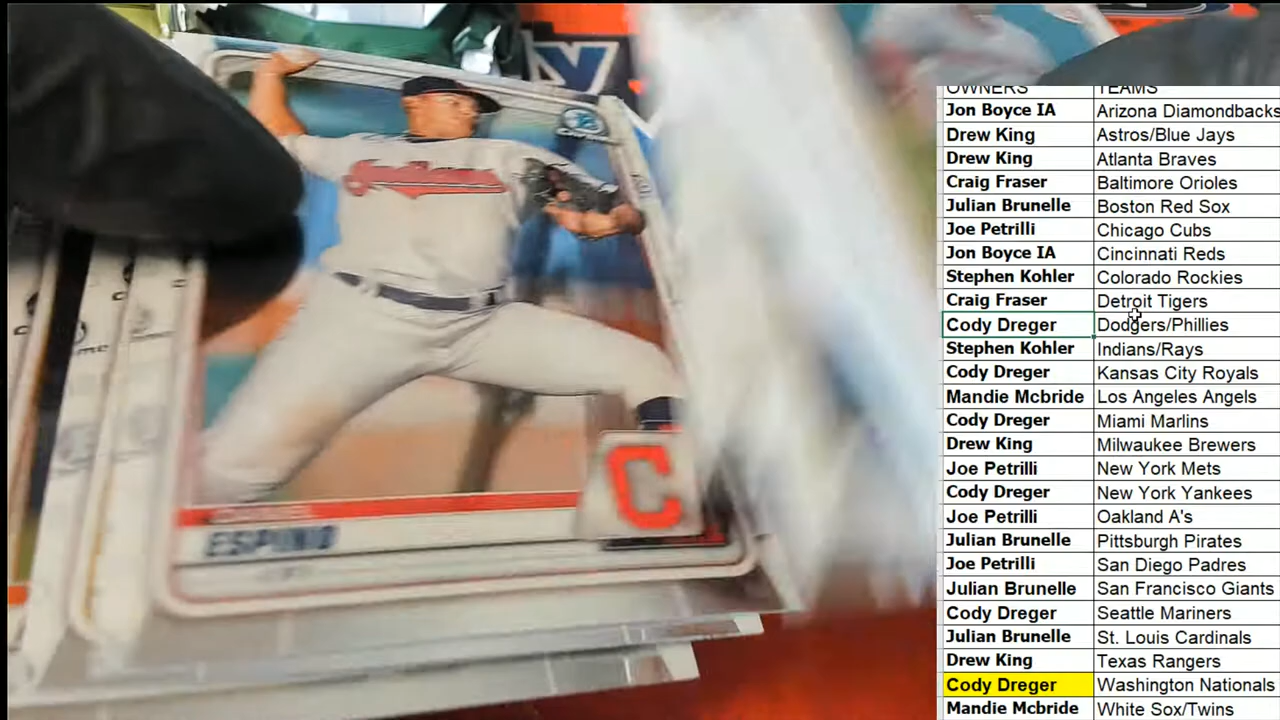 Indians
C
ESPINO
OWNERS TEAMS
Jon Boyce IA Arizona Diamondbacks
Drew King Astros/Blue Jays
Drew King Atlanta Braves
Craig Fraser Baltimore Orioles
Julian Brunelle Boston Red Sox
Joe Petrilli Chicago Cubs
Jon Boyce IA Cincinnati Reds
Stephen Kohler Colorado Rockies
Craig Fraser Detroit Tigers
Cody Dreger Dodgers/Phillies
Stephen Kohler Indians/Rays
Cody Dreger Kansas City Royals
Mandie Mcbride Los Angeles Angels
Cody Dreger Miami Marlins
Drew King Milwaukee Brewers
Joe Petrilli New York Mets
Cody Dreger New York Yankees
Joe Petrilli Oakland A's
Julian Brunelle Pittsburgh Pirates
Joe Petrilli San Diego Padres
Julian Brunelle San Francisco Giants
Cody Dreger Seattle Mariners
Julian Brunelle St. Louis Cardinals
Drew King Texas Rangers
Cody Dreger Washington Nationals
Mandie Mcbride White Sox/Twins